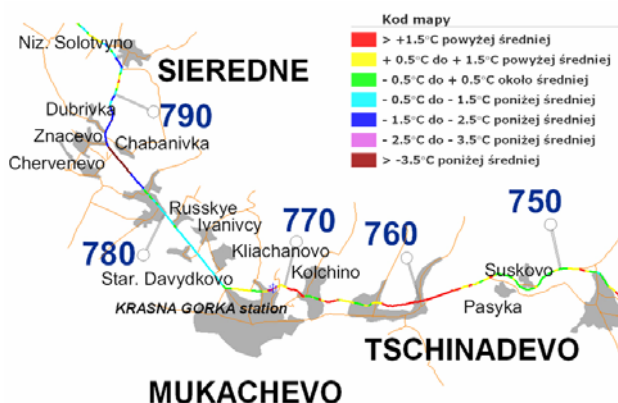 Kod mapy
> +1.5°C powyżej średniej
+ 0.5°C do + 1.5°C powyżej średniej
- 0.5°C do + 0.5°C około średniej
- 0.5°C do - 1.5°C poniżej średniej
- 1.5°C do - 2.5°C poniżej średniej
- 2.5°C do - 3.5°C poniżej średniej
> -3.5°C poniżej średniej
Niz. Solotvyno
SIEREDNE
790
Dubrivka
Znacevo
Chabanivka
Chervenevo
780
Russkye
Ivanivcy
Kliachanovo
770
760
750
Star. Davydkovo
Kolchino
Suskovo
Pasyka
KRASNA GORKA station
TSCHINADEVO
MUKACHEVO